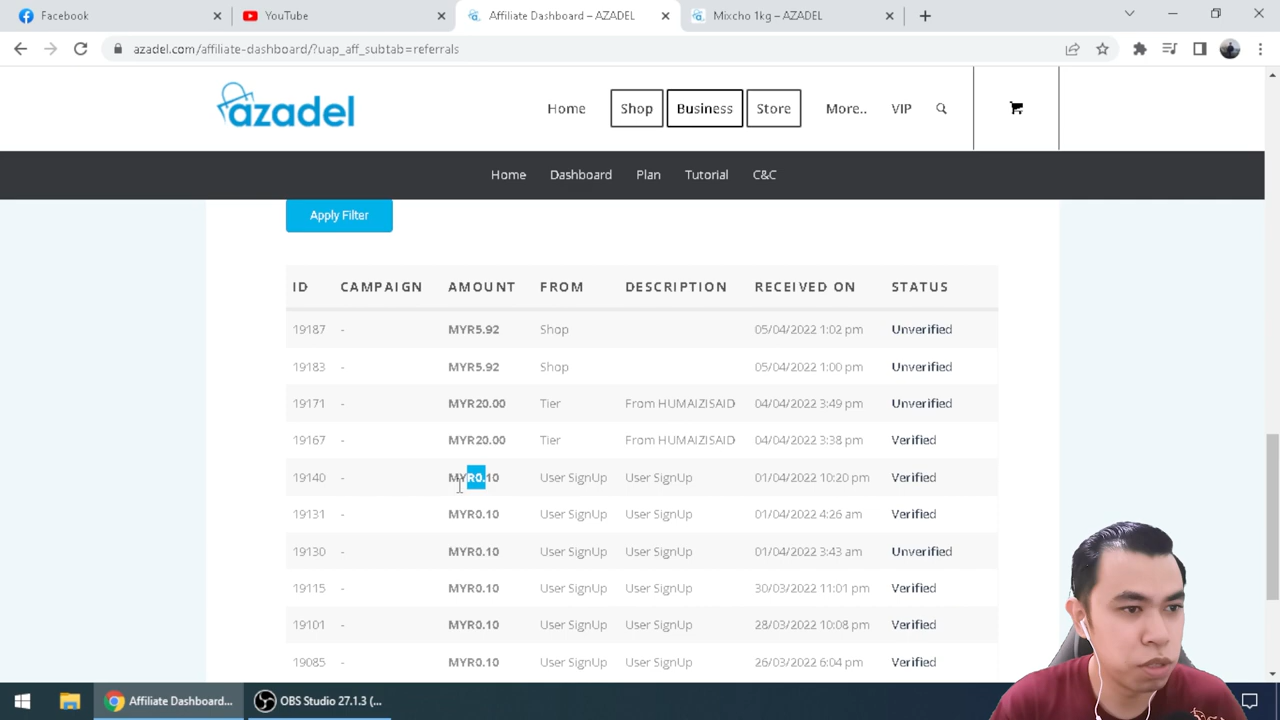 Facebook
YouTube
Affiliate Dashboard – AZADEL
Mixcho 1kg – AZADEL
azadel.com/affiliate-dashboard/?uap_aff_subtab=referrals
azadel
Home
Shop
Business
Store
More..
VIP
Home
Dashboard
Plan
Tutorial
C&C
Apply Filter
ID CAMPAIGN AMOUNT FROM DESCRIPTION RECEIVED ON STATUS
19187 - MYR5.92 Shop 05/04/2022 1:02 pm Unverified
19183 - MYR5.92 Shop 05/04/2022 1:00 pm Unverified
19171 - MYR20.00 Tier From HUMAIZISAID 04/04/2022 3:49 pm Unverified
19167 - MYR20.00 Tier From HUMAIZISAID 04/04/2022 3:38 pm Verified
19140 - MYR0.10 User SignUp User SignUp 01/04/2022 10:20 pm Verified
19131 - MYR0.10 User SignUp User SignUp 01/04/2022 4:26 am Verified
19130 - MYR0.10 User SignUp User SignUp 01/04/2022 3:43 am Unverified
19115 - MYR0.10 User SignUp User SignUp 30/03/2022 11:01 pm Verified
19101 - MYR0.10 User SignUp User SignUp 28/03/2022 10:08 pm Verified
19085 - MYR0.10 User SignUp User SignUp 26/03/2022 6:04 pm Verified
Affiliate Dashboard...
OBS Studio 27.1.3 (...